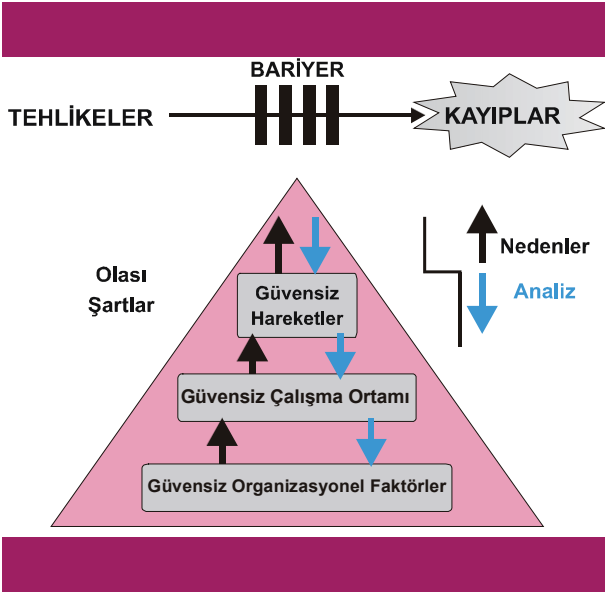 BARİYER
TEHLİKELER
KAYIPLAR
Olası
Şartlar
Nedenler
Analiz
Güvensiz
Hareketler
Güvensiz Çalışma Ortamı
Güvensiz Organizasyonel Faktörler